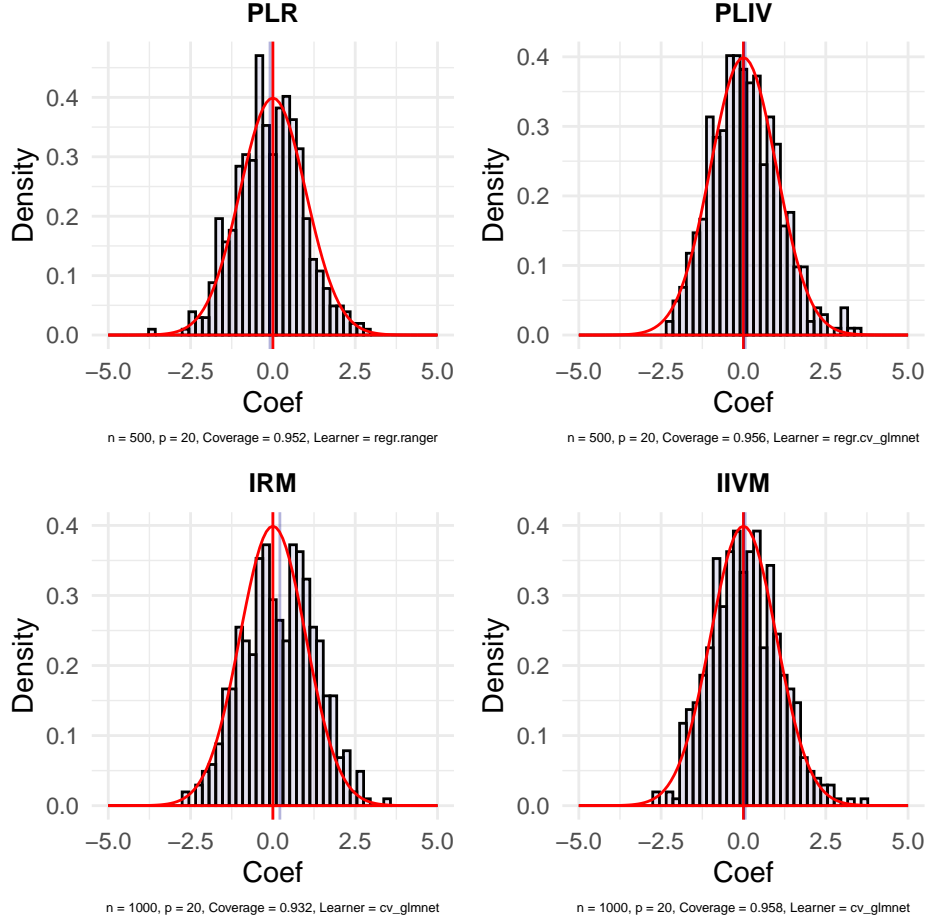 PLR
PLIV
Density
0.4
0.3
0.2
0.1
0.0
−5.0 −2.5 0.0 2.5 5.0
Coef
n = 500, p = 20, Coverage = 0.952, Learner = regr.ranger
Density
0.4
0.3
0.2
0.1
0.0
−5.0 −2.5 0.0 2.5 5.0
Coef
n = 500, p = 20, Coverage = 0.956, Learner = regr.cv_glmnet
IRM
IIVM
Density
0.4
0.3
0.2
0.1
0.0
−5.0 −2.5 0.0 2.5 5.0
Coef
n = 1000, p = 20, Coverage = 0.932, Learner = cv_glmnet
Density
0.4
0.3
0.2
0.1
0.0
−5.0 −2.5 0.0 2.5 5.0
Coef
n = 1000, p = 20, Coverage = 0.958, Learner = cv_glmnet